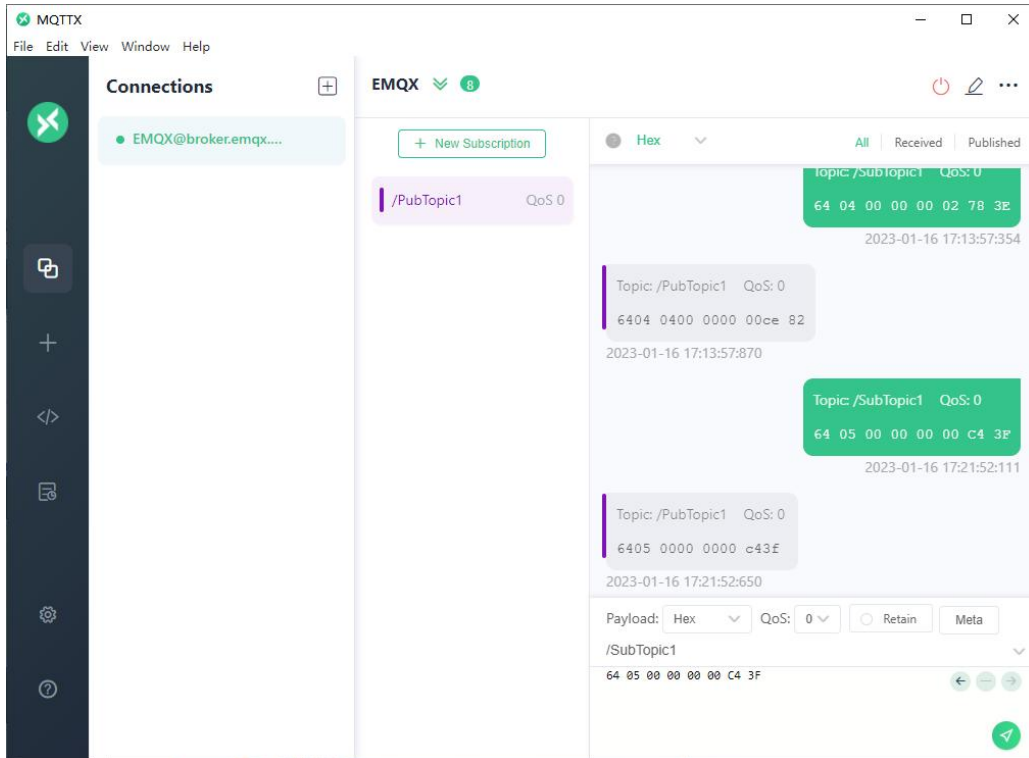 MQTTX
File Edit View Window Help
Connections
EMQX@broker.emqx....
EMQX 8
+ New Subscription
/PubTopic1 QoS 0
Hex
All Received Published
Topic: /SubTopic1 QoS: 0
64 04 00 00 00 02 78 3E
2023-01-16 17:13:57:354
Topic: /PubTopic1 QoS: 0
6404 0400 0000 00ce 82
2023-01-16 17:13:57:870
Topic: /SubTopic1 QoS: 0
64 05 00 00 00 00 C4 3F
2023-01-16 17:21:52:111
Topic: /PubTopic1 QoS: 0
6405 0000 0000 c43f
2023-01-16 17:21:52:650
Payload: Hex QoS: 0 Retain Meta
/SubTopic1
64 05 00 00 00 00 C4 3F